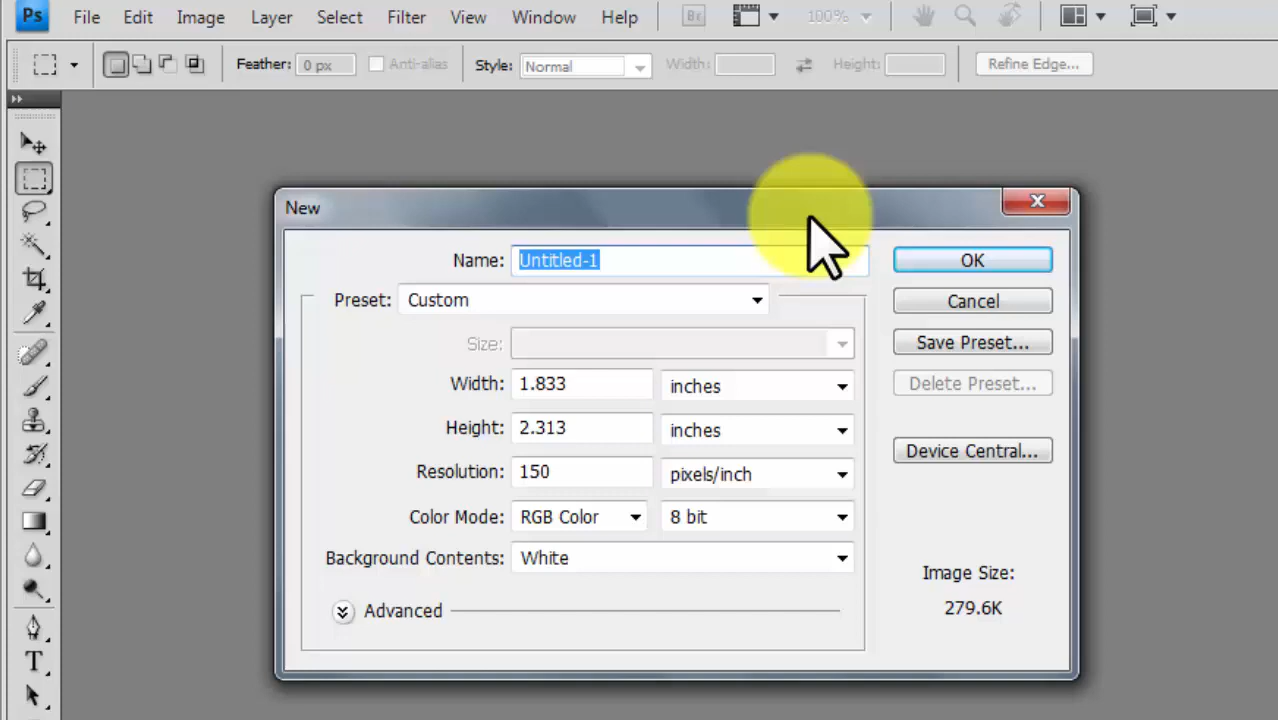 Ps File Edit Image Layer Select Filter View Window Help Br 100%
Feather: 0 px Anti-alias Style: Normal Width: Height: Refine Edge...
New X
Name: Untitled-1 OK
Preset: Custom Cancel
Size: Save Preset...
Width: 1.833 inches Delete Preset...
Height: 2.313 inches Device Central...
Resolution: 150 pixels/inch
Color Mode: RGB Color 8 bit
Background Contents: White
Image Size:
279.6K
Advanced
T